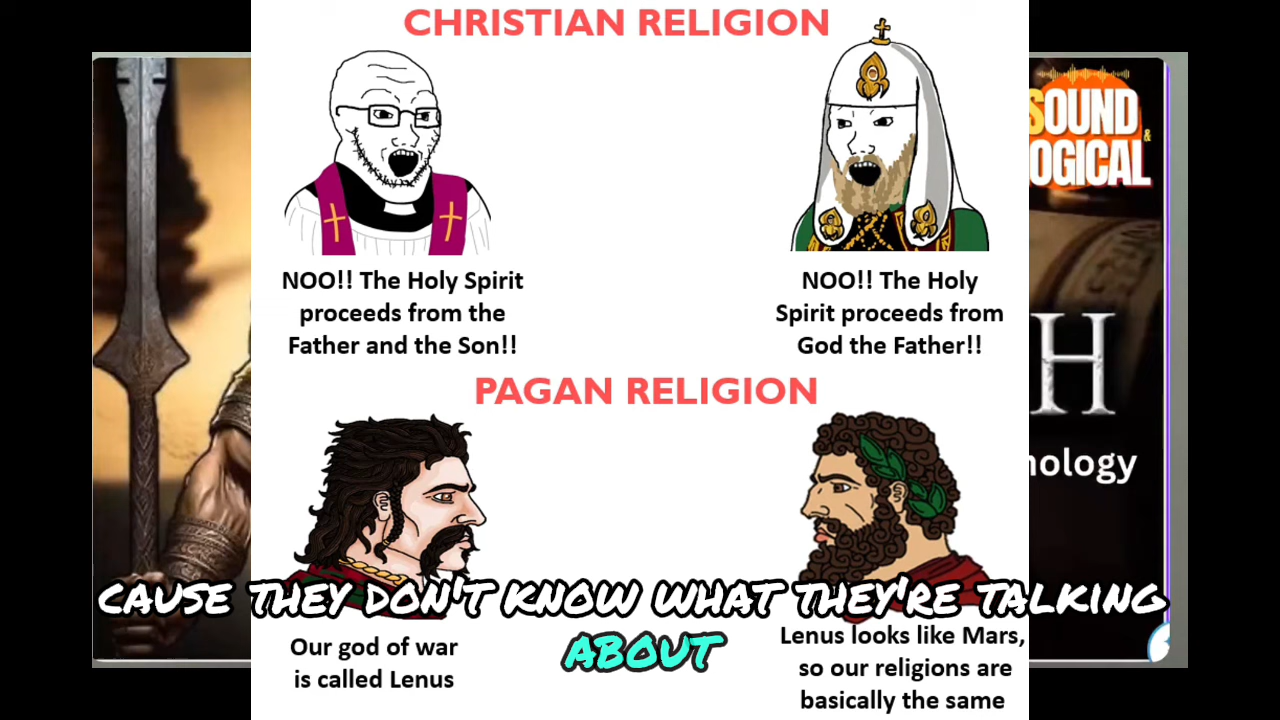 CHRISTIAN RELIGION
NOO!! The Holy Spirit
proceeds from the
Father and the Son!!
NOO!! The Holy
Spirit proceeds from
God the Father!!
PAGAN RELIGION
Our god of war
is called Lenus
Lenus looks like Mars,
so our religions are
basically the same
CAUSE THEY DON'T KNOW WHAT THEY'RE TALKING
ABOUT
SOUND
&
OGICAL
H
nology